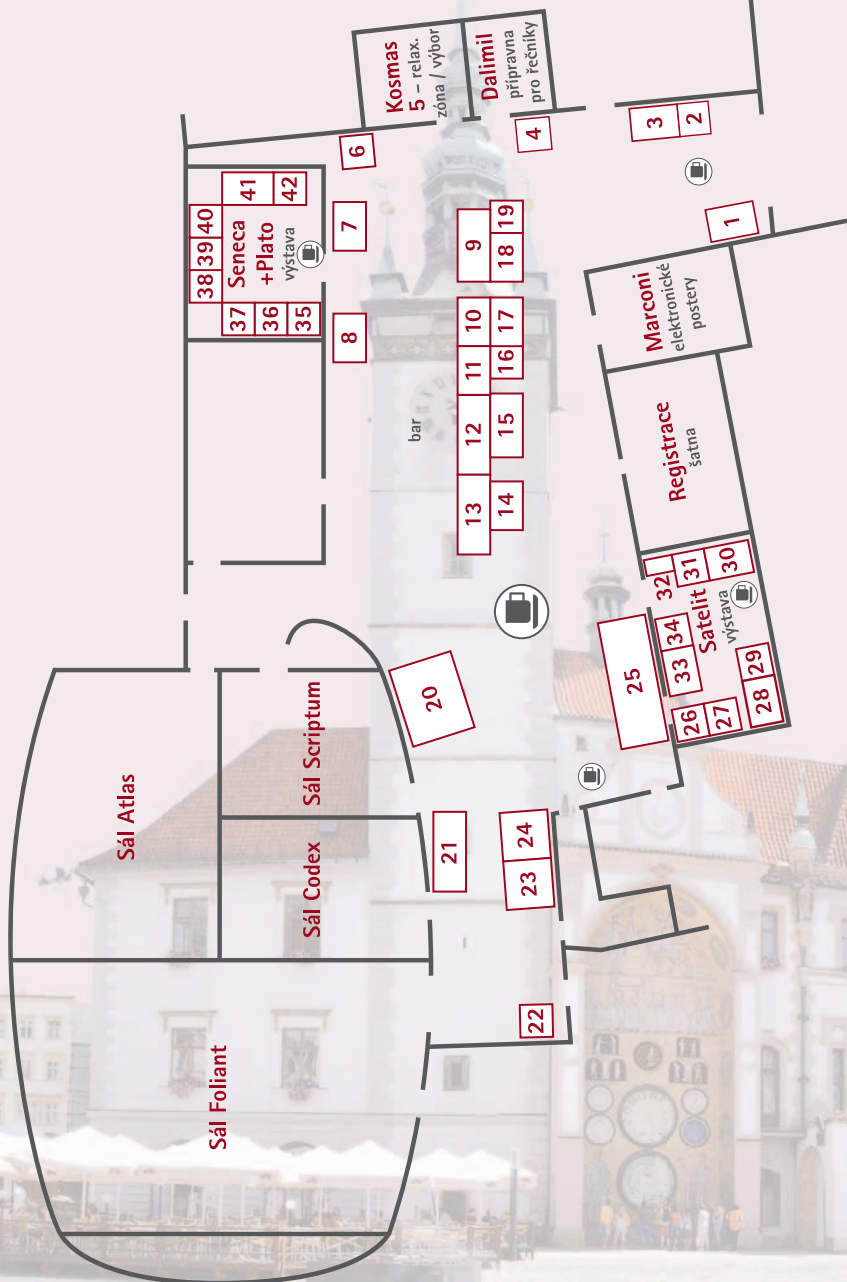 Sál Atlas
Sál Foliant
Sál Codex
Sál Scriptum
38
39
40
37
36
35
41
42
Seneca
+Plato
výstava
8
7
6
Kosmas
5 – relax.
zóna / výbor
Dalimil
přípravna
pro řečníky
bar
21
20
13
12
11
10
9
14
15
16
17
18
19
4
22
23
24
25
3
2
1
Marconi
elektronické
postery
Registrace
šatna
Satelit
výstava
26
27
28
29
33
34
32
31
30